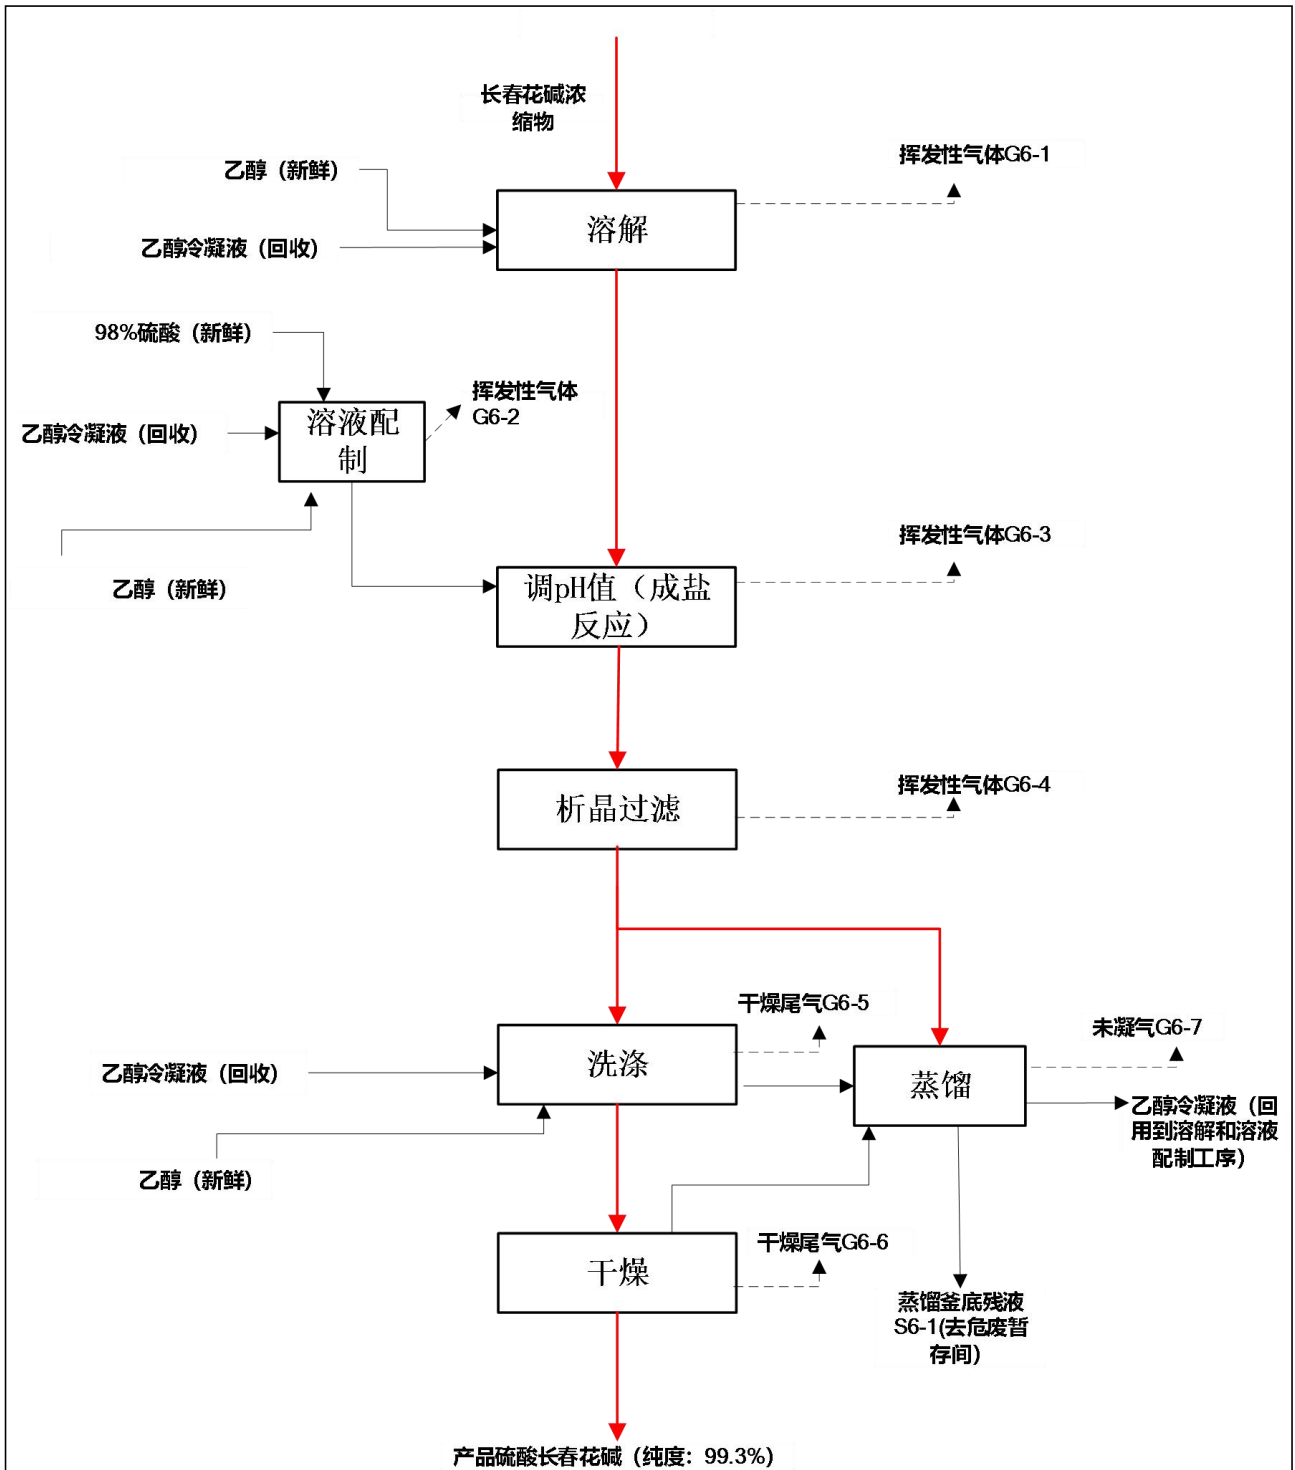 长春花碱浓
缩物
乙醇（新鲜）
挥发性气体G6-1
溶解
乙醇冷凝液（回收）
98%硫酸（新鲜）
挥发性气体
G6-2
溶液配
制
乙醇冷凝液（回收）
挥发性气体G6-3
乙醇（新鲜）
调pH值（成盐
反应）
挥发性气体G6-4
析晶过滤
干燥尾气G6-5
未凝气G6-7
洗涤
乙醇冷凝液（回收）
蒸馏
乙醇冷凝液（回
用到溶解和溶液
配制工序）
乙醇（新鲜）
干燥尾气G6-6
干燥
蒸馏釜底残液
S6-1(去危废暂
存间）
产品硫酸长春花碱（纯度：99.3%）